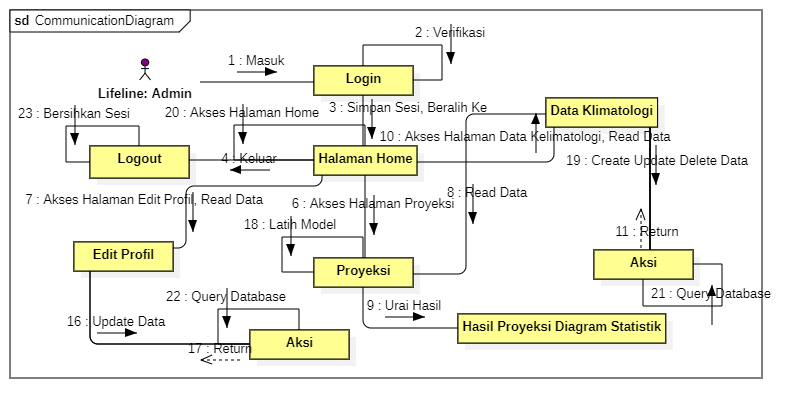 sd CommunicationDiagram
2 : Verifikasi
1 : Masuk
Login
Lifeline: Admin
23 : Bersihkan Sesi
20 : Akses Halaman Home
3 : Simpan Sesi, Beralih Ke
Data Klimatologi
10 : Akses Halaman Data Kelimatologi, Read Data
Logout
4 : Keluar
Halaman Home
19 : Create Update Delete Data
7 : Akses Halaman Edit Profil, Read Data
6 : Akses Halaman Proyeksi
8 : Read Data
18 : Latih Model
11 : Return
Edit Profil
Proyeksi
Aksi
22 : Query Database
21 : Query Database
9 : Urai Hasil
16 : Update Data
Hasil Proyeksi Diagram Statistik
17 : Return
Aksi